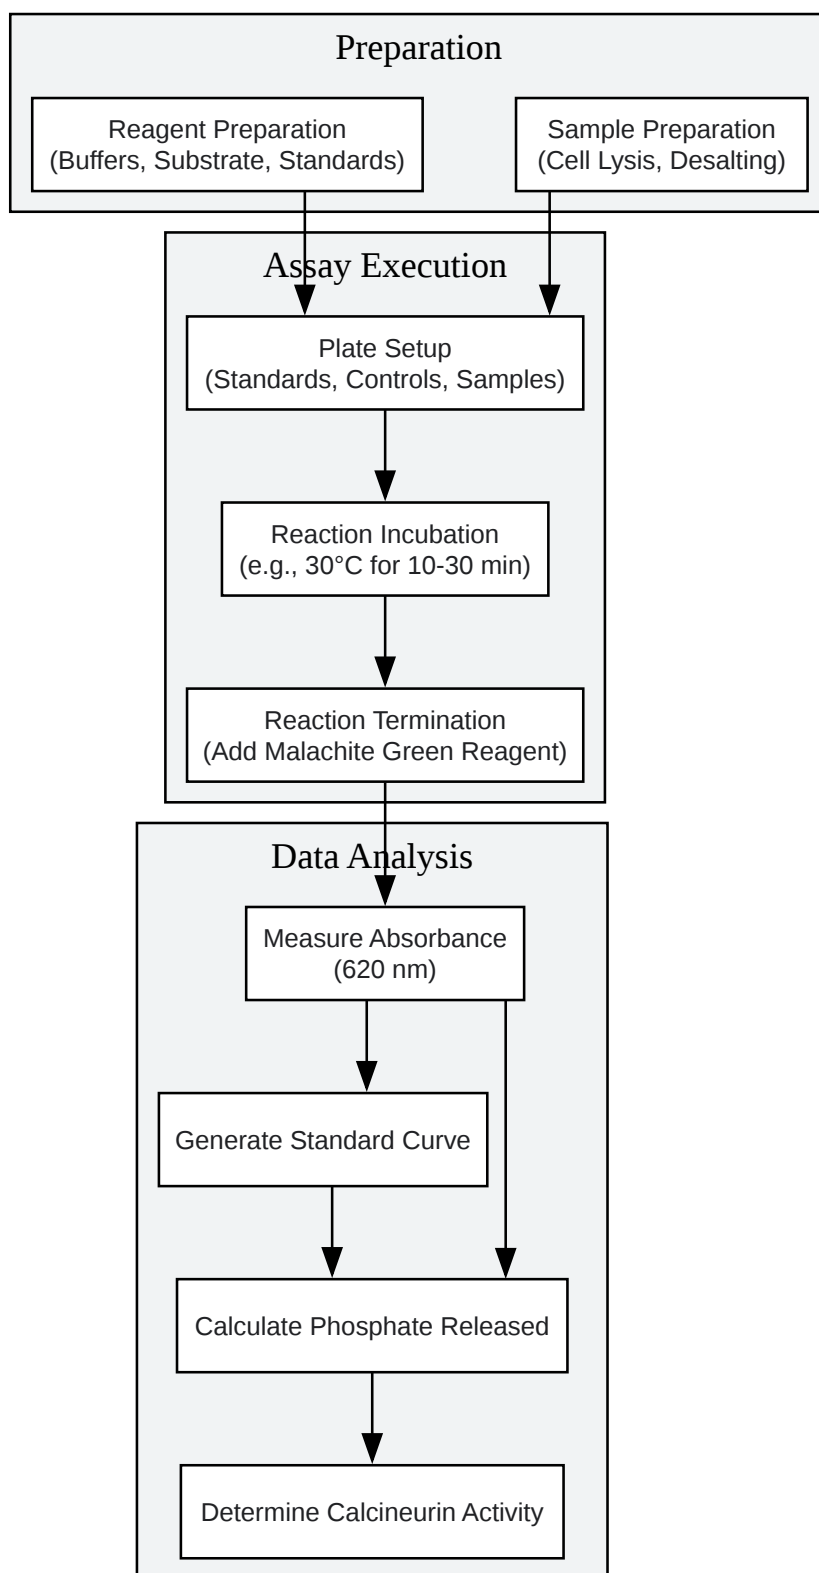 Preparation
Reagent Preparation
(Buffers, Substrate, Standards)
Sample Preparation
(Cell Lysis, Desalting)
Assay Execution
Plate Setup
(Standards, Controls, Samples)
Reaction Incubation
(e.g., 30°C for 10-30 min)
Reaction Termination
(Add Malachite Green Reagent)
Data Analysis
Measure Absorbance
(620 nm)
Generate Standard Curve
Calculate Phosphate Released
Determine Calcineurin Activity